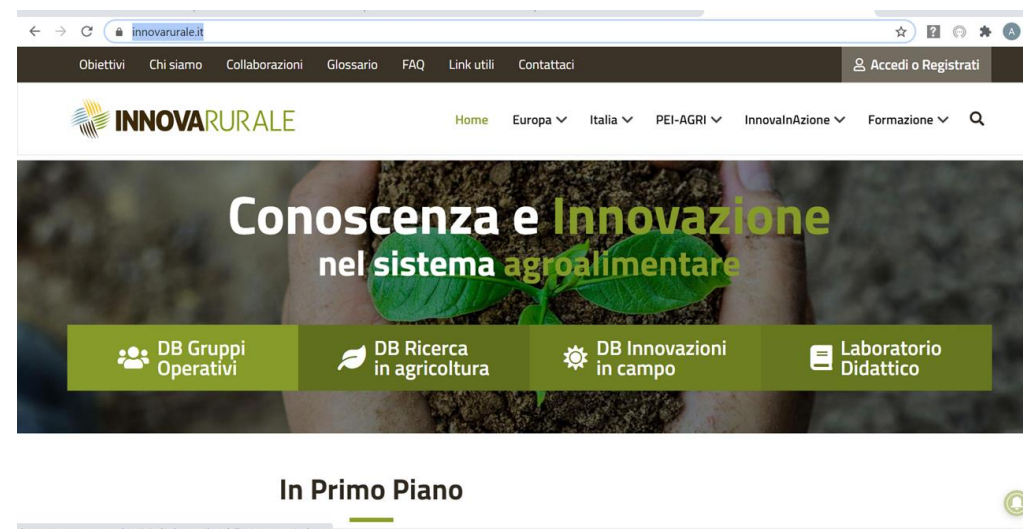 innovarurale.it
A
Obiettivi Chi siamo Collaborazioni Glossario FAQ Link utili Contattaci Accedi o Registrati
INNOVARURALE
Home Europa Italia PEI-AGRI InnovaInAzione Formazione
Conoscenza e Innovazione
nel sistema agroalimentare
DB Gruppi
Operativi
DB Ricerca
in agricoltura
DB Innovazioni
in campo
Laboratorio
Didattico
In Primo Piano